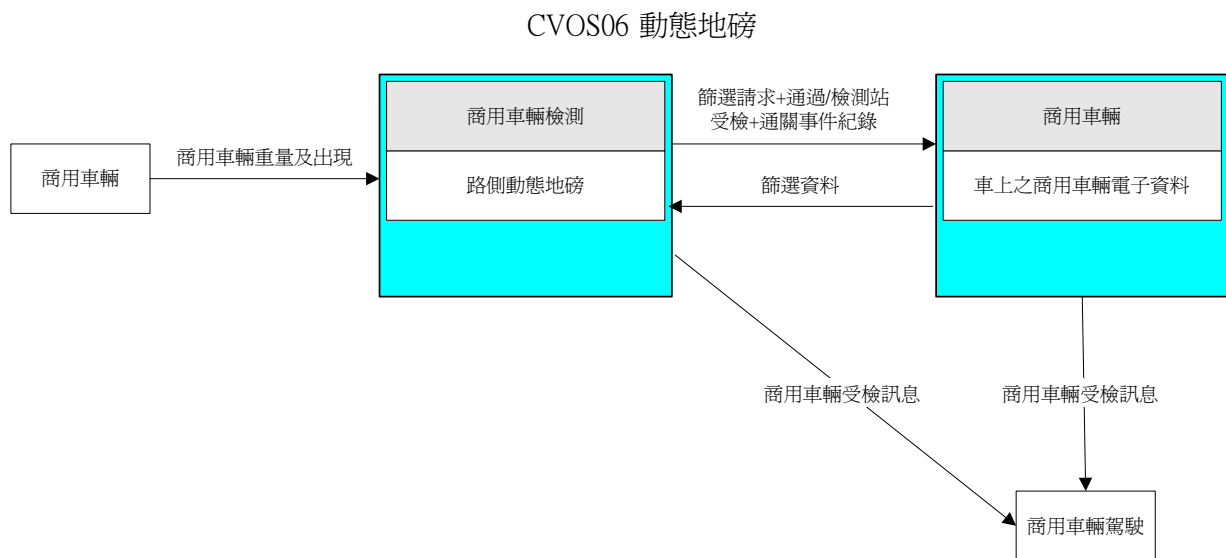 CVOS06 動態地磅
商用車輛
商用車輛重量及出現
商用車輛檢測
路側動態地磅
篩選請求+通過/檢測站
受檢+通關事件紀錄
篩選資料
商用車輛
車上之商用車輛電子資料
商用車輛受檢訊息
商用車輛受檢訊息
商用車輛駕駛